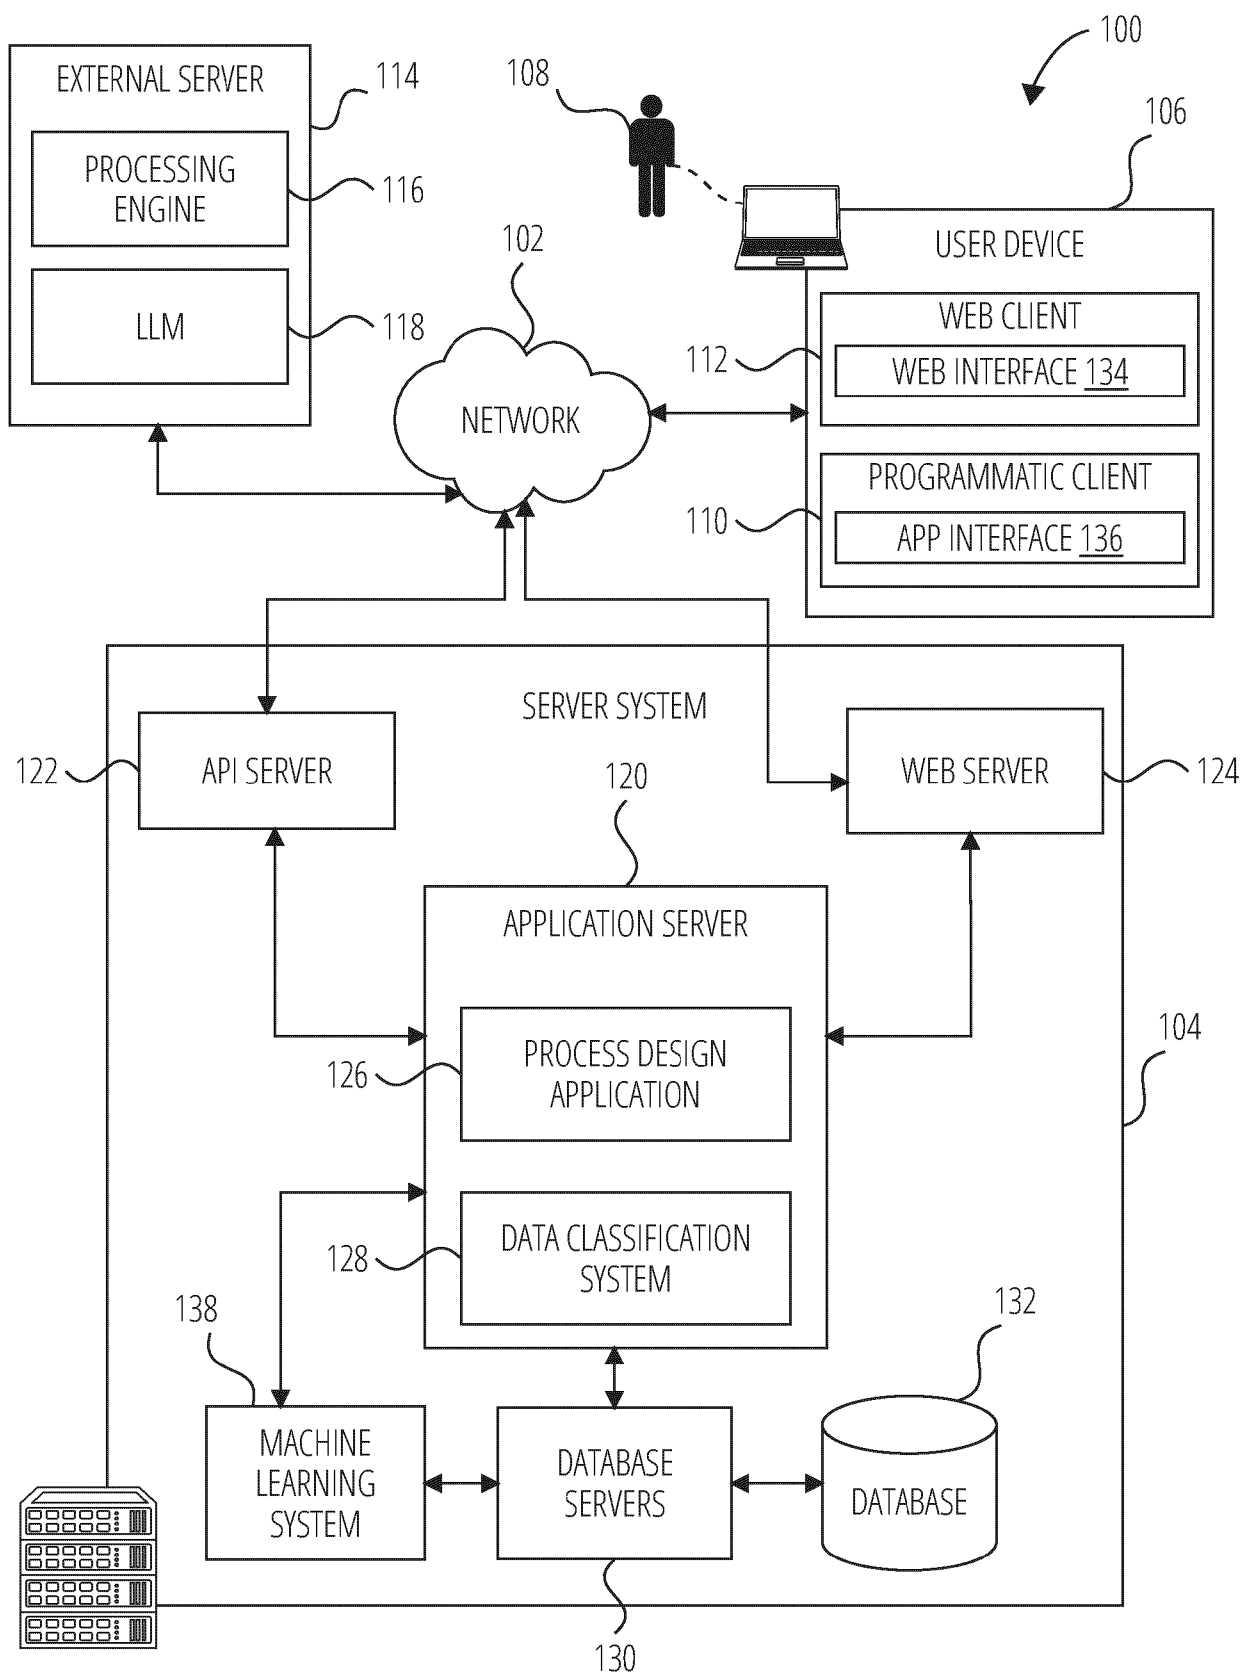 100
EXTERNAL SERVER
114
PROCESSING
ENGINE
116
LLM
118
108
106
USER DEVICE
WEB CLIENT
112
WEB INTERFACE 134
PROGRAMMATIC CLIENT
110
APP INTERFACE 136
102
NETWORK
SERVER SYSTEM
122
API SERVER
WEB SERVER
124
120
APPLICATION SERVER
126
PROCESS DESIGN
APPLICATION
104
128
DATA CLASSIFICATION
SYSTEM
138
MACHINE
LEARNING
SYSTEM
DATABASE
SERVERS
130
132
DATABASE